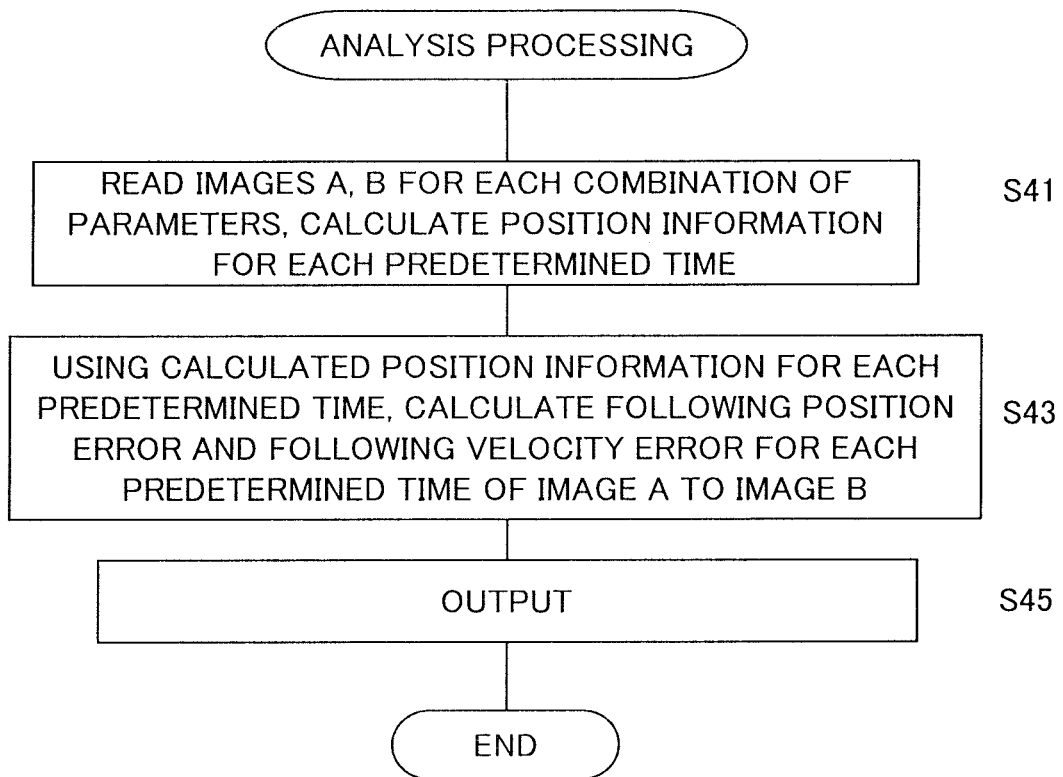 ANALYSIS PROCESSING
READ IMAGES A, B FOR EACH COMBINATION OF
PARAMETERS, CALCULATE POSITION INFORMATION
FOR EACH PREDETERMINED TIME
S41
USING CALCULATED POSITION INFORMATION FOR EACH
PREDETERMINED TIME, CALCULATE FOLLOWING POSITION
ERROR AND FOLLOWING VELOCITY ERROR FOR EACH
PREDETERMINED TIME OF IMAGE A TO IMAGE B
S43
OUTPUT
S45
END